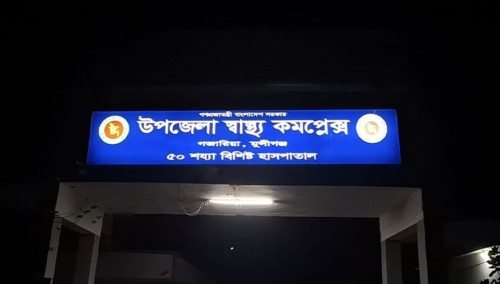 গণপ্রজাতন্ত্রী বাংলাদেশ সরকার
উপজেলা স্বাস্থ্য কমপ্লেক্স
গজারিয়া, মুন্সীগঞ্জ
৫০ শয্যা বিশিষ্ট হাসপাতাল